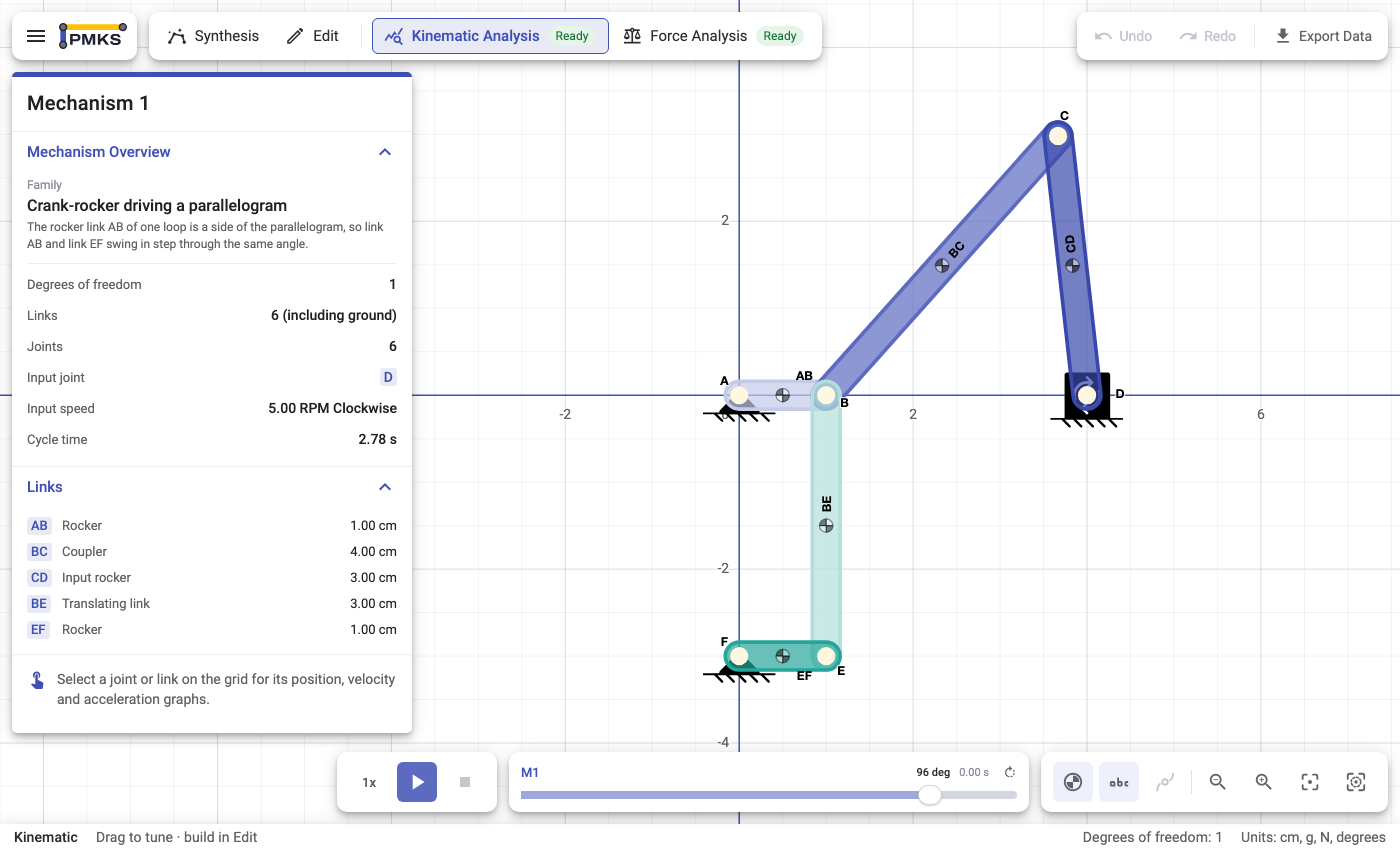 PMKS
Synthesis
Edit
Kinematic Analysis
Ready
Force Analysis
Ready
Undo
Redo
Export Data
Mechanism 1
Mechanism Overview
Family
Crank-rocker driving a parallelogram
The rocker link AB of one loop is a side of the parallelogram, so link
AB and link EF swing in step through the same angle.
Degrees of freedom 1
Links 6 (including ground)
Joints 6
Input joint D
Input speed 5.00 RPM Clockwise
Cycle time 2.78 s
Links
AB Rocker 1.00 cm
BC Coupler 4.00 cm
CD Input rocker 3.00 cm
BE Translating link 3.00 cm
EF Rocker 1.00 cm
Select a joint or link on the grid for its position, velocity
and acceleration graphs.
C
2
BC
CD
A
AB
B
D
-2
0
2
6
BE
-2
F
EF
E
-4
1x
M1
96 deg
0.00 s
abc
Kinematic
Drag to tune · build in Edit
Degrees of freedom: 1
Units: cm, g, N, degrees